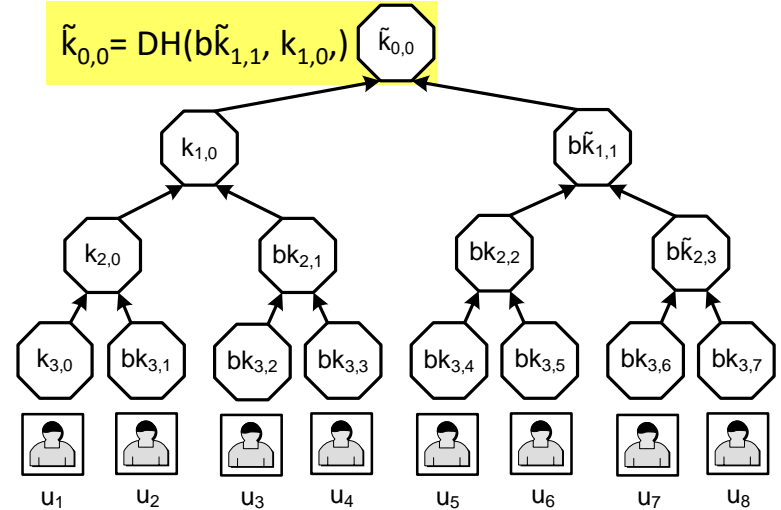 k̃0,0= DH(bk̃1,1, k1,0,)
k̃0,0
k1,0
bk̃1,1
k2,0
bk2,1
bk2,2
bk̃2,3
k3,0
bk3,1
bk3,2
bk3,3
bk3,4
bk3,5
bk3,6
bk3,7
u1
u2
u3
u4
u5
u6
u7
u8